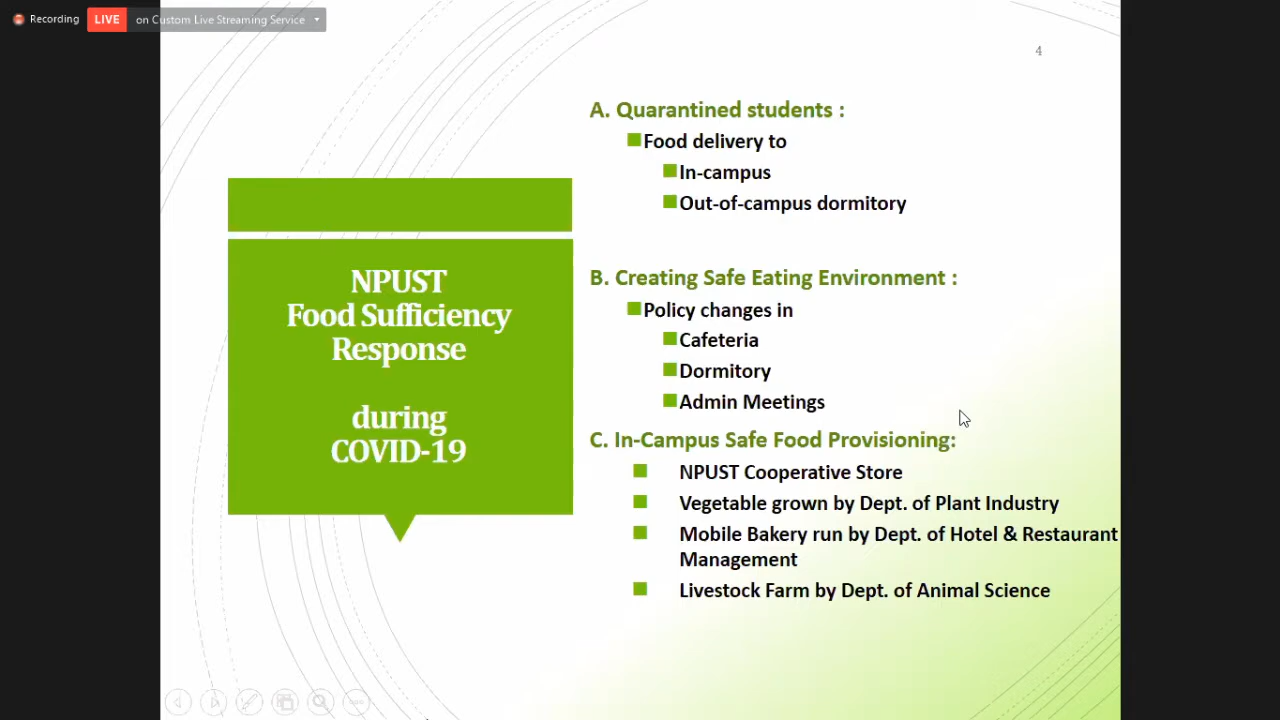 Recording
LIVE on Custom Live Streaming Service
4
NPUST
Food Sufficiency
Response
during
COVID-19
A. Quarantined students :
Food delivery to
In-campus
Out-of-campus dormitory
B. Creating Safe Eating Environment :
Policy changes in
Cafeteria
Dormitory
Admin Meetings
C. In-Campus Safe Food Provisioning:
NPUST Cooperative Store
Vegetable grown by Dept. of Plant Industry
Mobile Bakery run by Dept. of Hotel & Restaurant
Management
Livestock Farm by Dept. of Animal Science